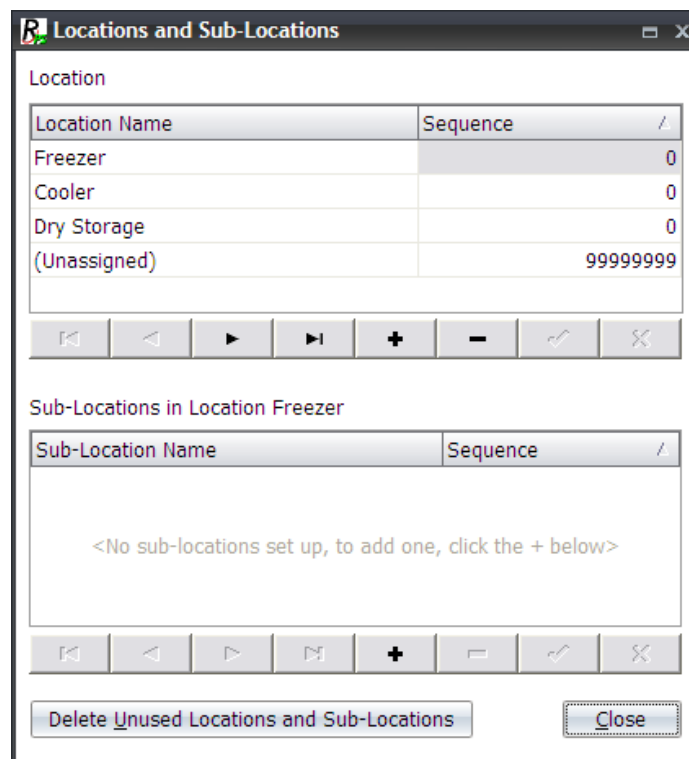 R Locations and Sub-Locations
Location
Location Name Sequence
Freezer 0
Cooler 0
Dry Storage 0
(Unassigned) 99999999
Sub-Locations in Location Freezer
Sub-Location Name Sequence
<No sub-locations set up, to add one, click the + below>
Delete Unused Locations and Sub-Locations Close